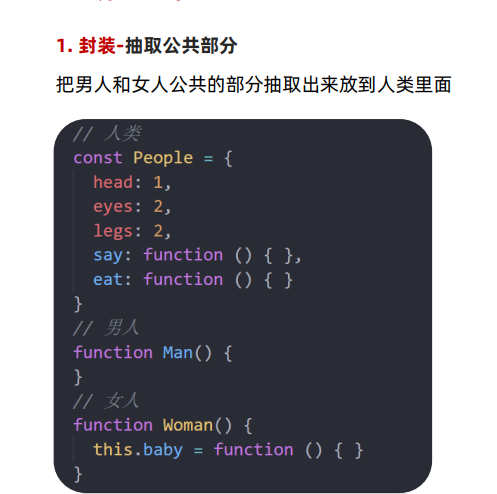 1. 封装-抽取公共部分
把男人和女人公共的部分抽取出来放到人类里面
// 人类
const People = {
  head: 1,
  eyes: 2,
  legs: 2,
  say: function () { },
  eat: function () { }
}
// 男人
function Man() {
}
// 女人
function Woman() {
  this.baby = function () { }
}